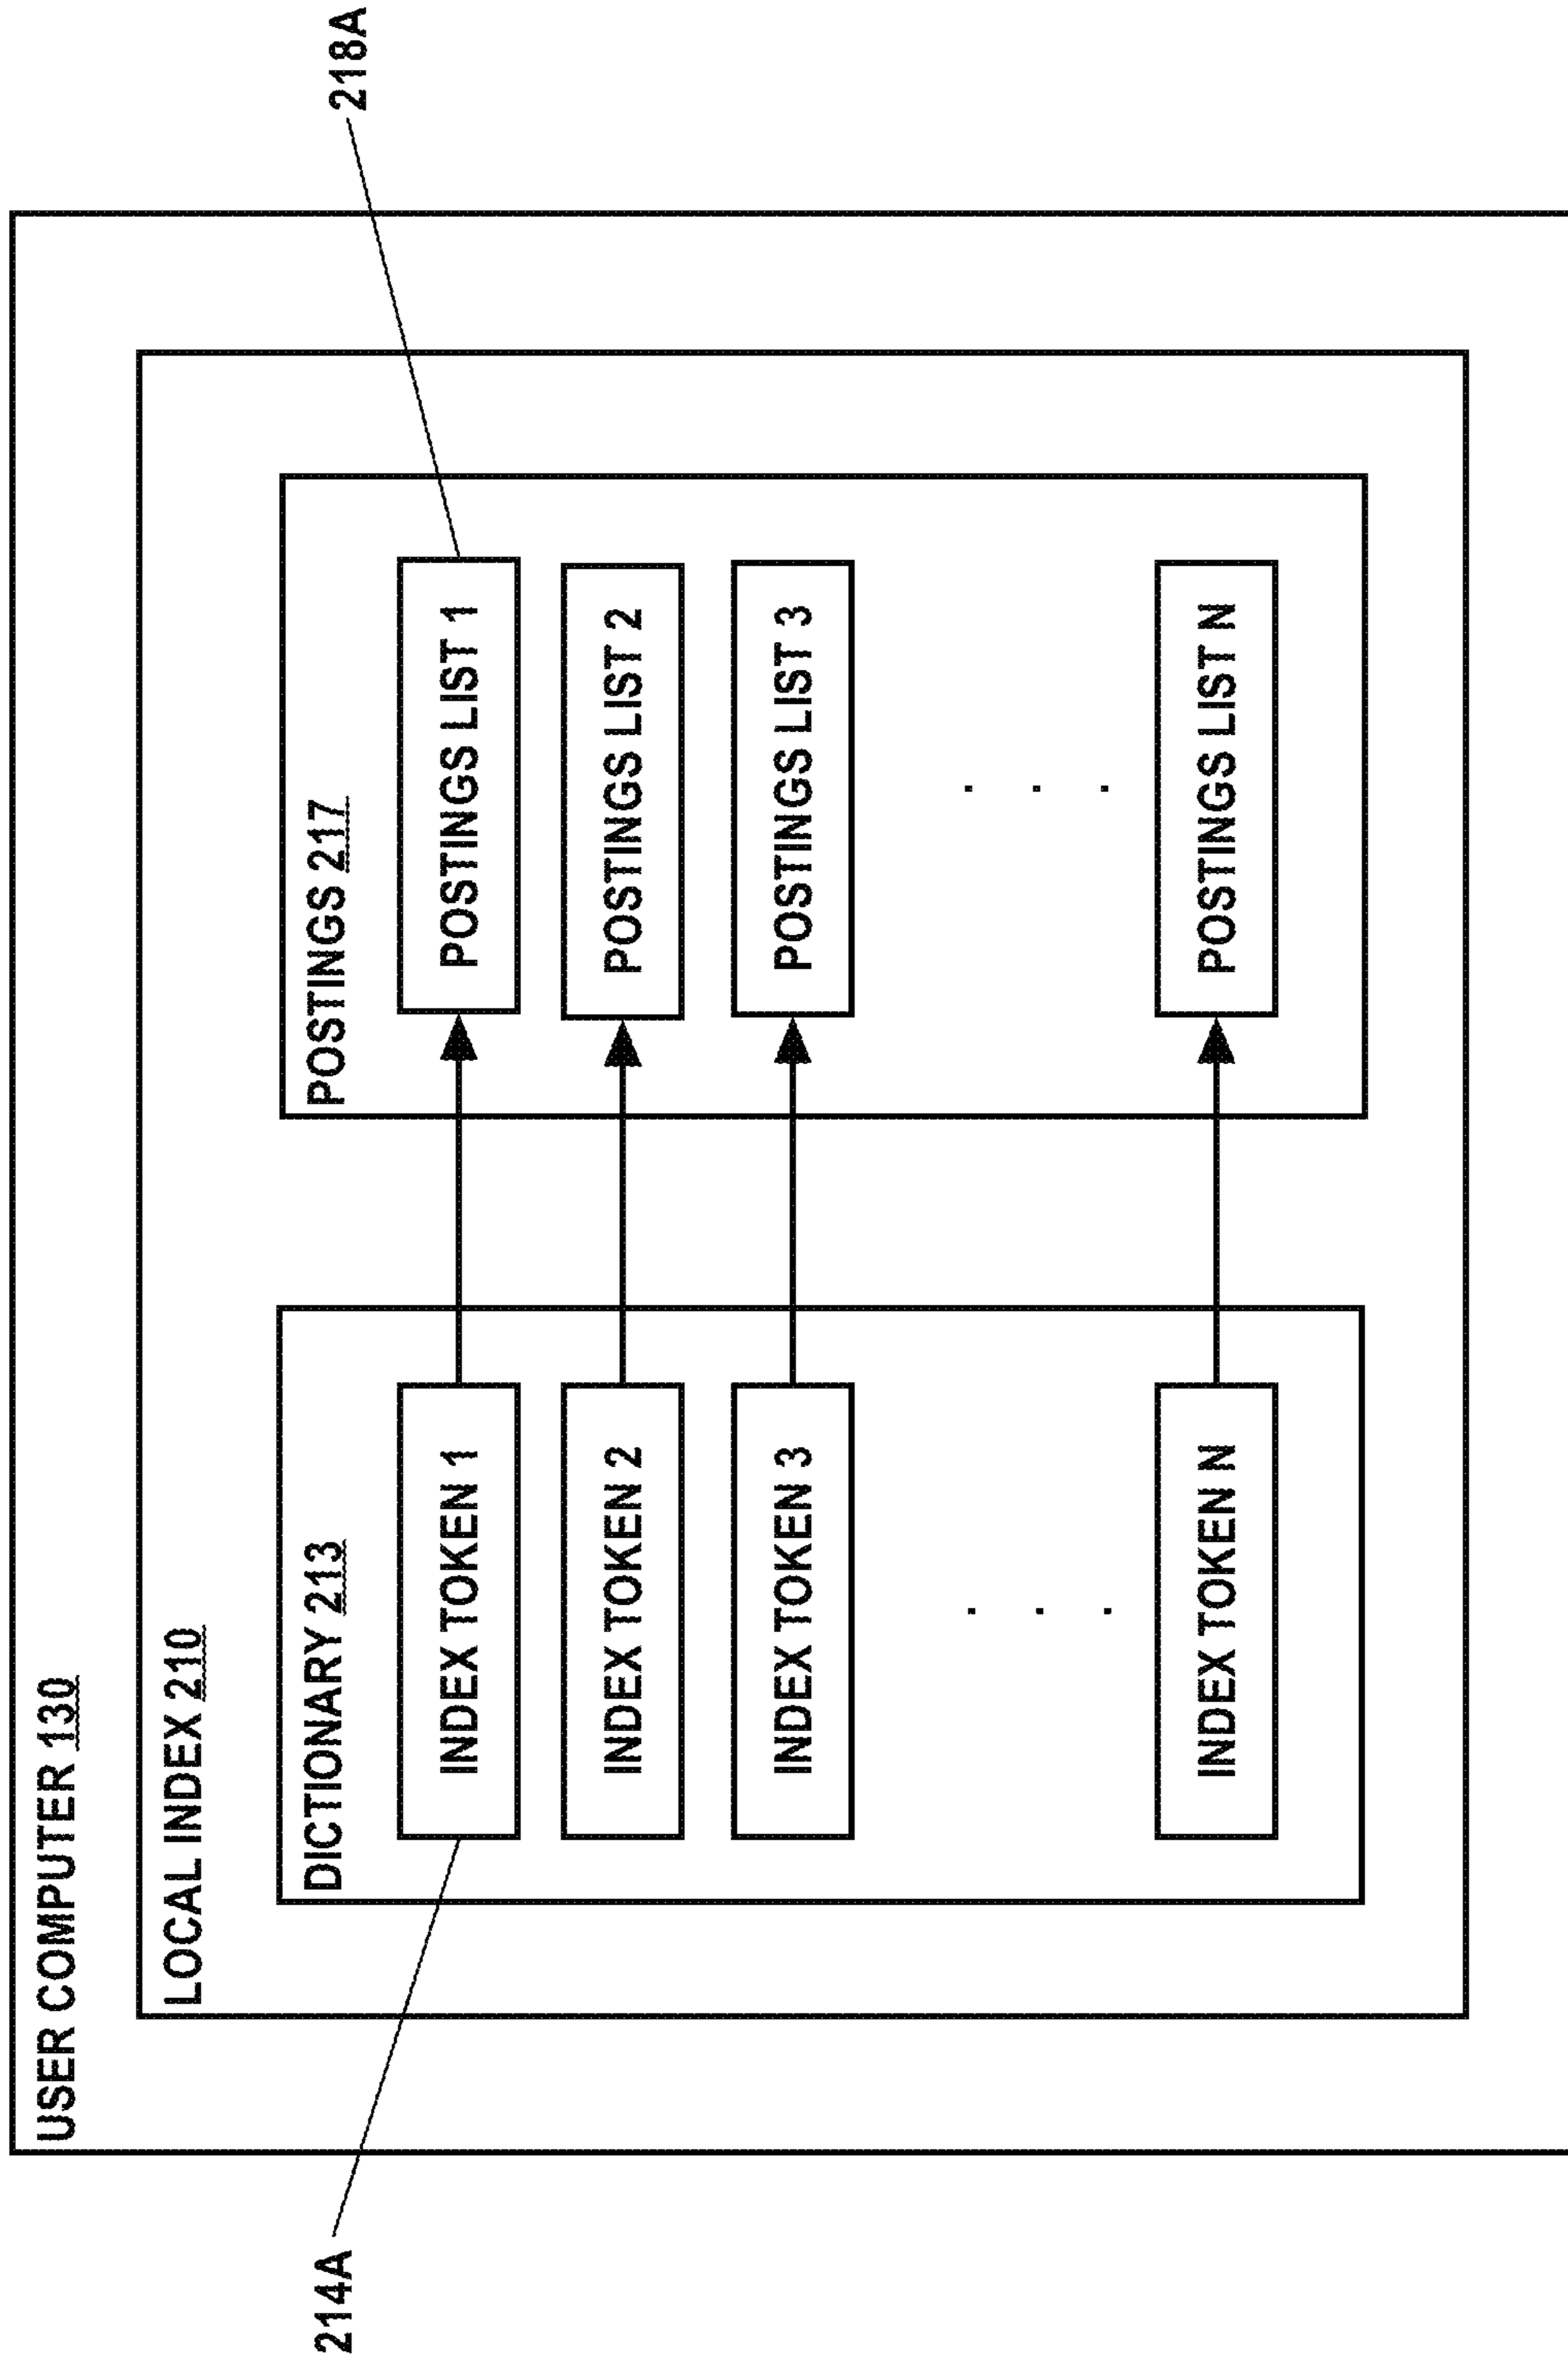 USER COMPUTER 130
LOCAL INDEX 210
DICTIONARY 213
POSTINGS 217
214A
218A
INDEX TOKEN 1
POSTINGS LIST 1
INDEX TOKEN 2
POSTINGS LIST 2
INDEX TOKEN 3
POSTINGS LIST 3
. . .
. . .
INDEX TOKEN N
POSTINGS LIST N